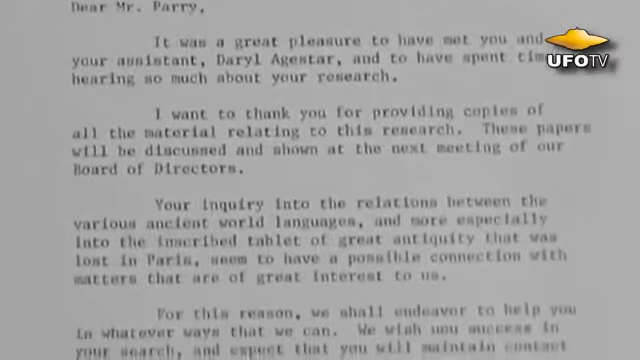 Dear Mr. Parry,
It was a great pleasure to have met you and
your assistant, Daryl Agestar, and to have spent tim
hearing so much about your research.
I want to thank you for providing copies of
all the material relating to this research. These papers
will be discussed and shown at the next meeting of our
Board of Directors.
Your inquiry into the relations between the
various ancient world languages, and more especially
into the inscribed tablet of great antiquity that was
lost in Paris, seem to have a possible connection with
matters that are of great interest to us.
For this reason, we shall endeavor to help you
in whatever ways that we can. We wish you success in
your search, and expect that you will maintain contact
UFOTV